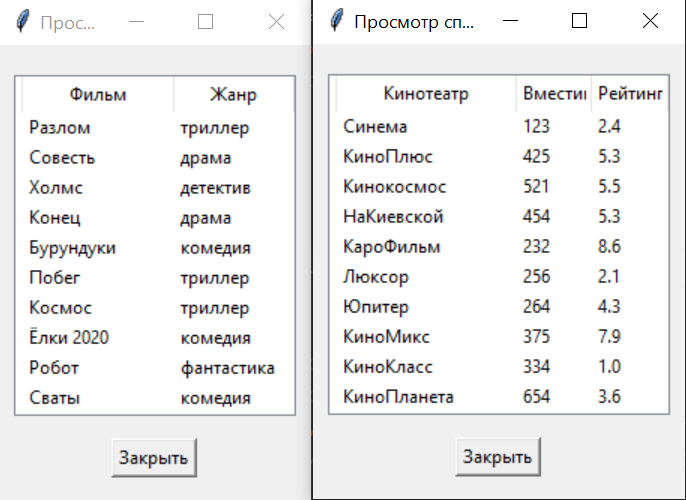 Прос...
Фильм Жанр
Разлом триллер
Совесть драма
Холмс детектив
Конец драма
Бурундуки комедия
Побег триллер
Космос триллер
Ёлки 2020 комедия
Робот фантастика
Сваты комедия
Закрыть
Просмотр сп...
Кинотеатр Вмести Рейтинг
Синема 123 2.4
КиноПлюс 425 5.3
Кинокосмос 521 5.5
НаКиевской 454 5.3
КароФильм 232 8.6
Люксор 256 2.1
Юпитер 264 4.3
КиноМикс 375 7.9
КиноКласс 334 1.0
КиноПланета 654 3.6
Закрыть